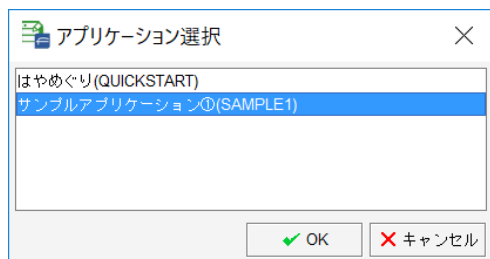 アプリケーション選択
はやめぐり(QUICKSTART)
サンプルアプリケーション①(SAMPLE1)
OK
キャンセル